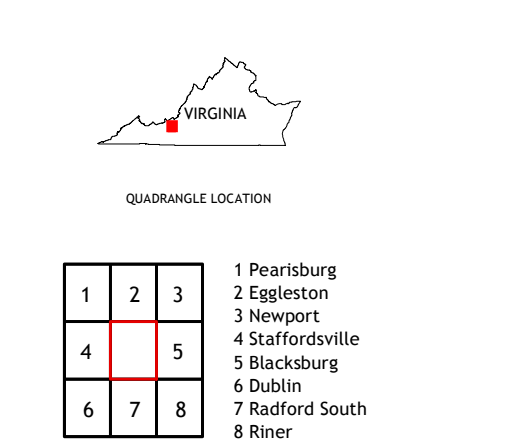 VIRGINIA
QUADRANGLE LOCATION
1 2 3
4 5
6 7 8
1 Pearisburg
2 Eggleston
3 Newport
4 Staffordsville
5 Blacksburg
6 Dublin
7 Radford South
8 Riner